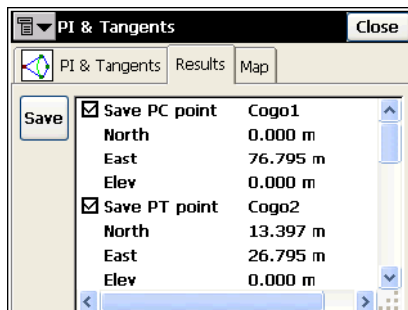 PI & Tangents Close
PI & Tangents Results Map
Save
Save PC point Cogo1
North 0.000 m
East 76.795 m
Elev 0.000 m
Save PT point Cogo2
North 13.397 m
East 26.795 m
Elev 0.000 m